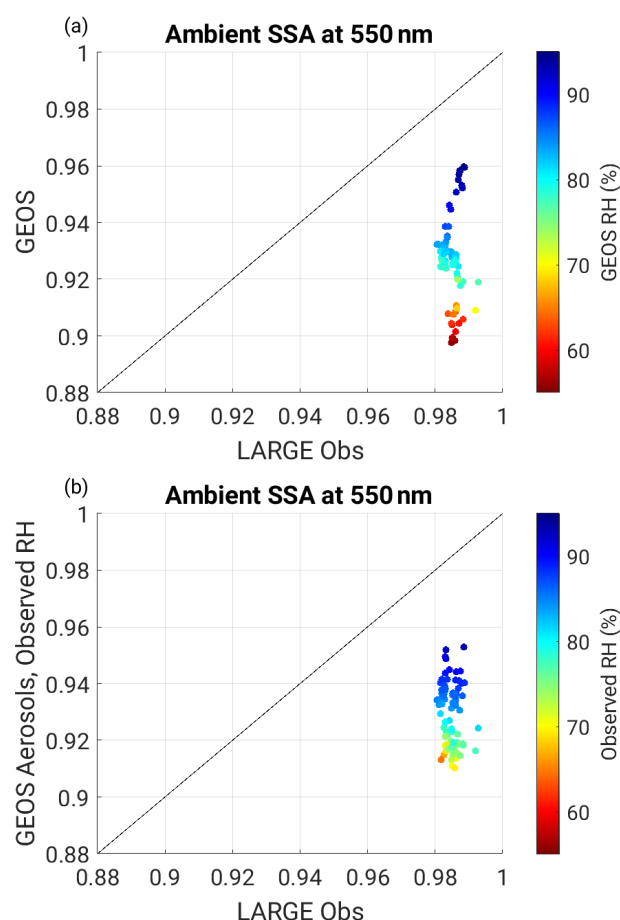 (a)
Ambient SSA at 550 nm
1
0.98
0.96
0.94
0.92
0.9
0.88
GEOS
0.88 0.9 0.92 0.94 0.96 0.98 1
LARGE Obs
90
80
70
60
GEOS RH (%)
(b)
Ambient SSA at 550 nm
1
0.98
0.96
0.94
0.92
0.9
0.88
GEOS Aerosols, Observed RH
0.88 0.9 0.92 0.94 0.96 0.98 1
LARGE Obs
90
80
70
60
Observed RH (%)